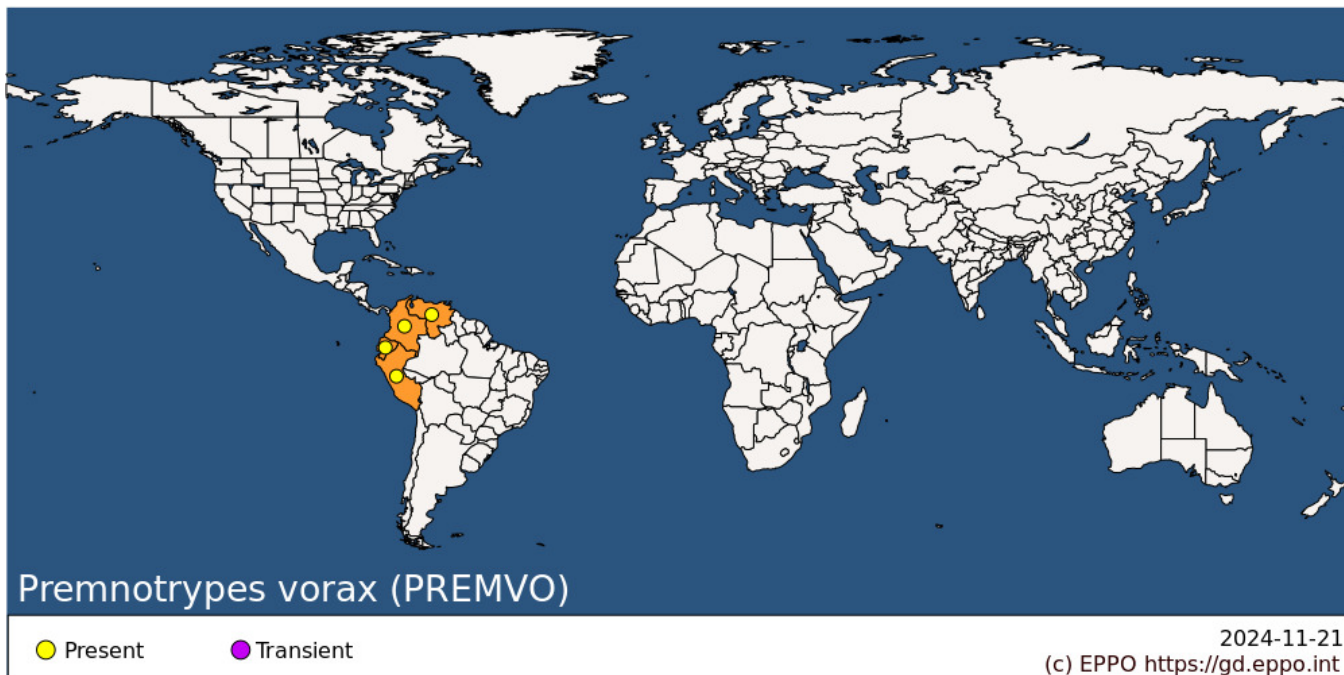 Premnotrypes vorax (PREMVO)
Present
Transient
2024-11-21
(c) EPPO https://gd.eppo.int